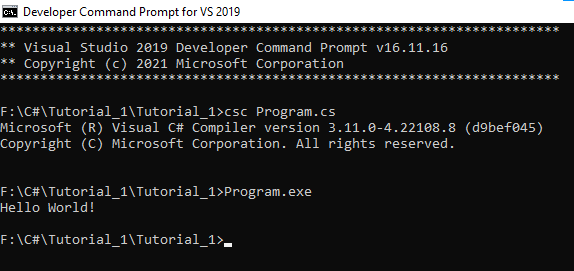 Developer Command Prompt for VS 2019
**********************************************************************
** Visual Studio 2019 Developer Command Prompt v16.11.16
** Copyright (c) 2021 Microsoft Corporation
**********************************************************************
F:\C#\Tutorial_1\Tutorial_1>csc Program.cs
Microsoft (R) Visual C# Compiler version 3.11.0-4.22108.8 (d9bef045)
Copyright (C) Microsoft Corporation. All rights reserved.
F:\C#\Tutorial_1\Tutorial_1>Program.exe
Hello World!
F:\C#\Tutorial_1\Tutorial_1>